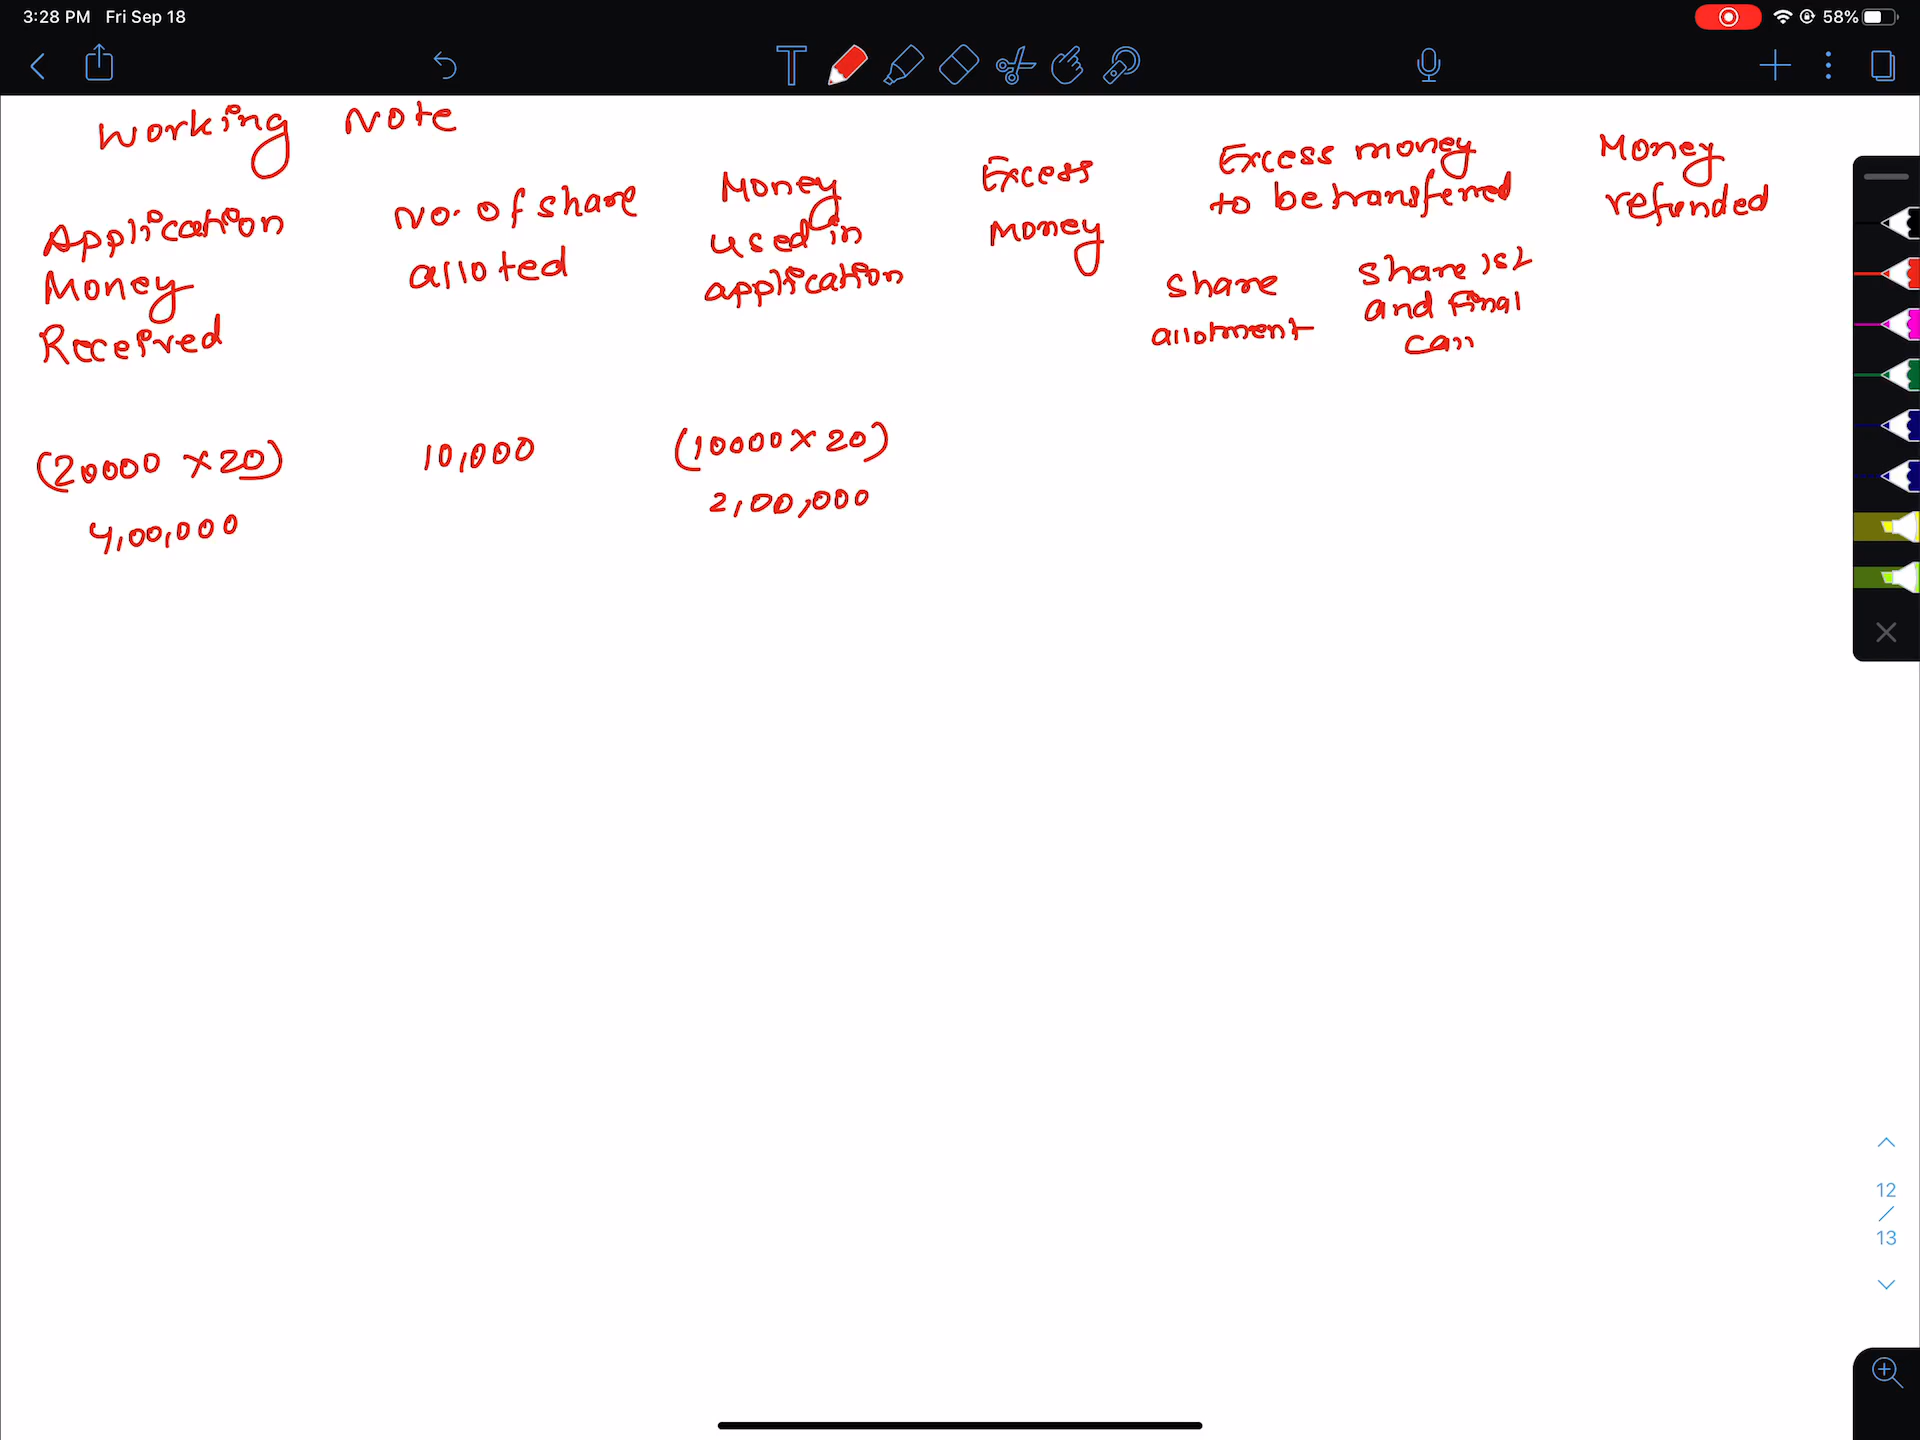 3:28 PM Fri Sep 18
58%
Working Note
Application
Money
Received
No. of share
alloted
Money
used in
application
Excess
Money
Excess money
to be transferred
Share
allotment
Share 1st
and final
call
Money
refunded
(20000 × 20)
4,00,000
10,000
(10000 × 20)
2,00,000
12
/
13